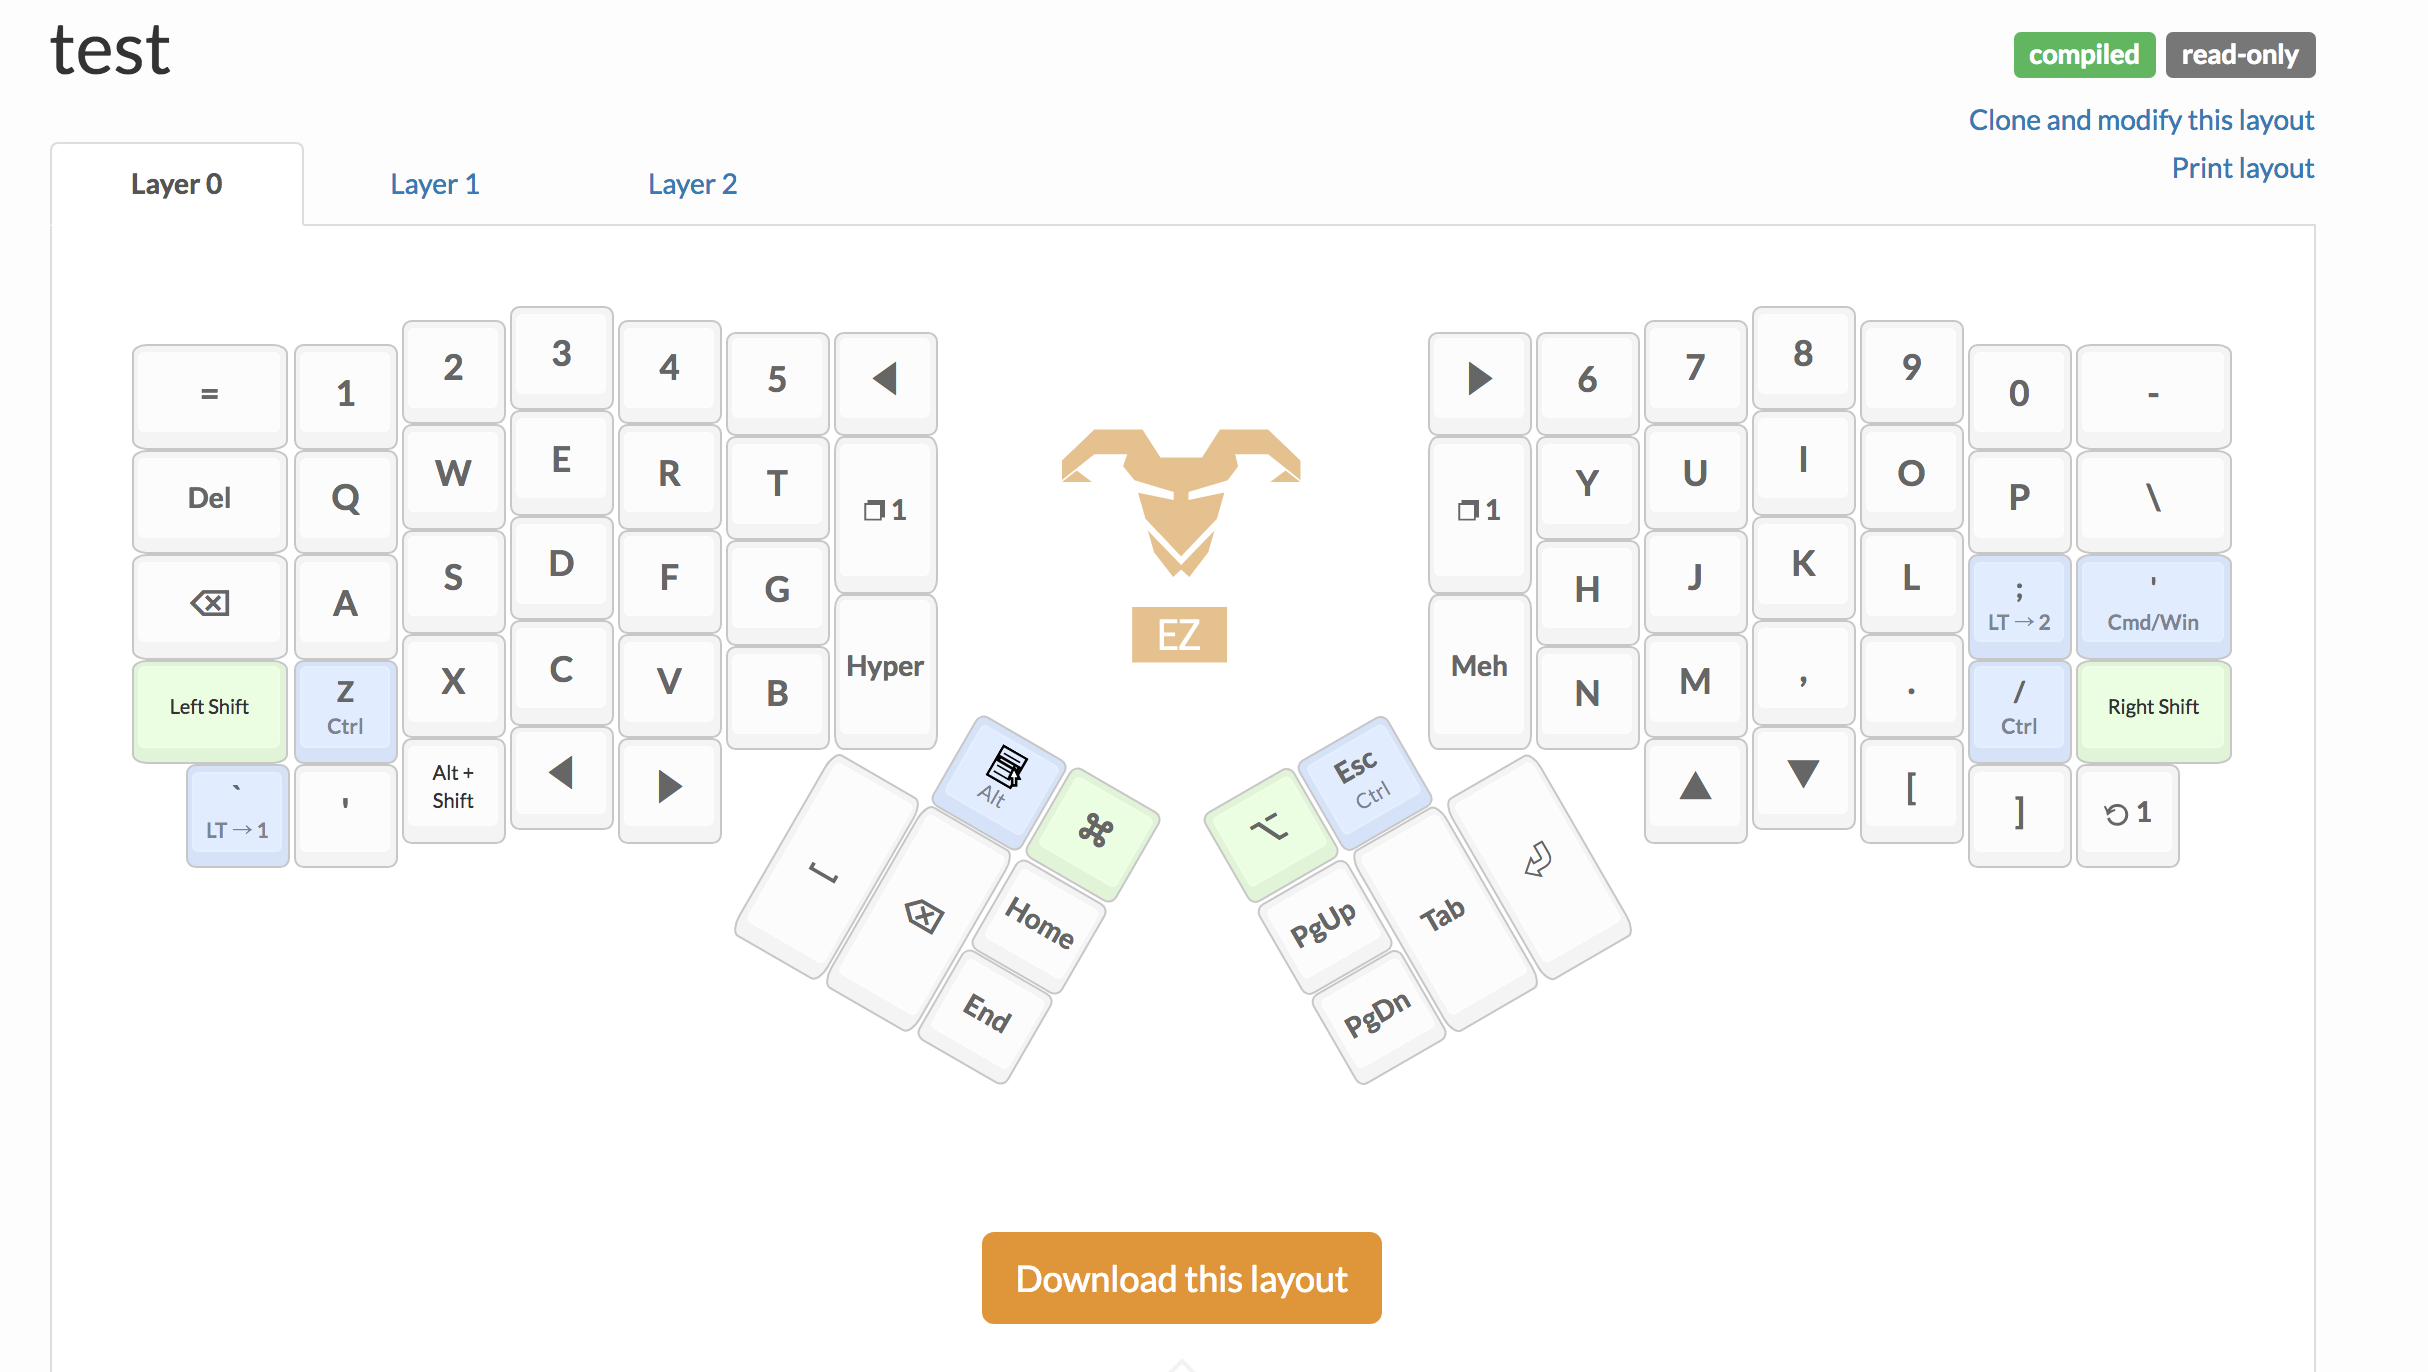 test
compiled read-only
Clone and modify this layout
Print layout
Layer 0 Layer 1 Layer 2
= 1 2 3 4 5 ◀ ▶ 6 7 8 9 0 -
Del Q W E R T 1 1 Y U I O P \
⌫ A S D F G H J K L ; LT → 2 ' Cmd/Win
Left Shift Z Ctrl X C V B Hyper Meh N M , . / Ctrl Right Shift
` LT → 1 ' Alt + Shift ◀ ▶ ▲ ▼ [ ] 1
EZ
Alt ⌘ ⌥ Esc Ctrl
⌫ Home PgUp Tab
End PgDn
Download this layout